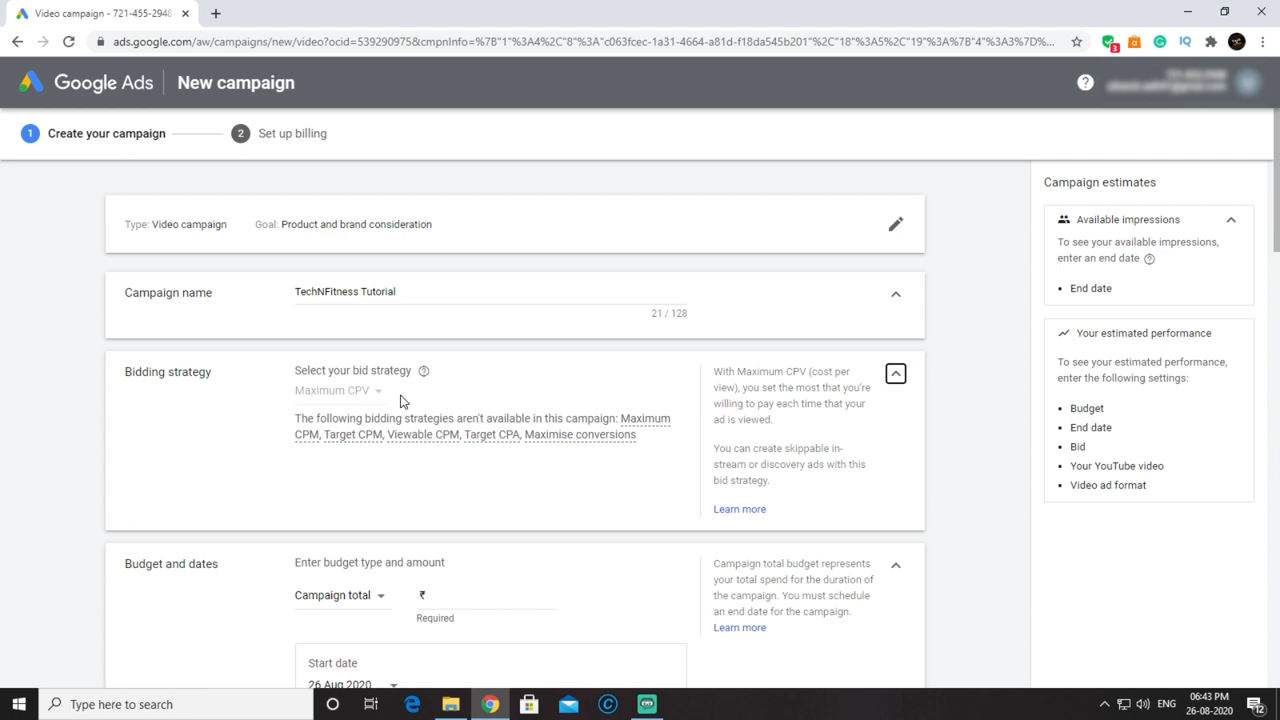 Video campaign - 721-455-2948
ads.google.com/aw/campaigns/new/video?ocid=539290975&cmpnInfo=%7B"1"%3A4%2C"8"%3A"c063fcec-1a31-4664-a81d-f18da545b201"%2C"18"%3A5%2C"19"%3A%7B"4"%3A3%7D%...
3
IQ
Google Ads
New campaign
?
1 Create your campaign
2 Set up billing
Type: Video campaign Goal: Product and brand consideration
Campaign name
TechNFitness Tutorial
21 / 128
Bidding strategy
Select your bid strategy ?
Maximum CPV
The following bidding strategies aren't available in this campaign: Maximum
CPM, Target CPM, Viewable CPM, Target CPA, Maximise conversions
With Maximum CPV (cost per
view), you set the most that you're
willing to pay each time that your
ad is viewed.
You can create skippable in-
stream or discovery ads with this
bid strategy.
Learn more
Budget and dates
Enter budget type and amount
Campaign total
₹
Required
Start date
26 Aug 2020
Campaign total budget represents
your total spend for the duration of
the campaign. You must schedule
an end date for the campaign.
Learn more
Campaign estimates
Available impressions
To see your available impressions,
enter an end date ?
• End date
Your estimated performance
To see your estimated performance,
enter the following settings:
• Budget
• End date
• Bid
• Your YouTube video
• Video ad format
Type here to search
ENG
06:43 PM
26-08-2020
12